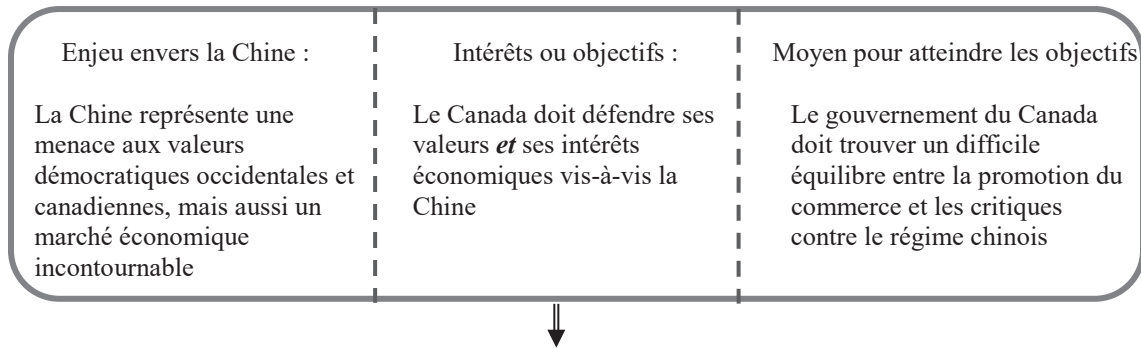 Enjeu envers la Chine :
La Chine représente une
menace aux valeurs
démocratiques occidentales et
canadiennes, mais aussi un
marché économique
incontournable
Intérêts ou objectifs :
Le Canada doit défendre ses
valeurs et ses intérêts
économiques vis-à-vis la
Chine
Moyen pour atteindre les objectifs
Le gouvernement du Canada
doit trouver un difficile
équilibre entre la promotion du
commerce et les critiques
contre le régime chinois